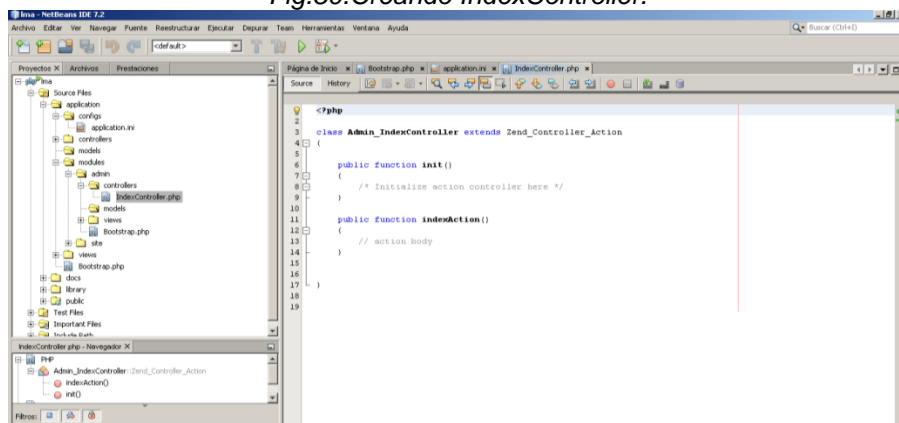 Fig.30.Creando IndexController.
Ima - NetBeans IDE 7.2
Archivo Editar Ver Navegar Fuente Reestructurar Ejecutar Depurar Team Herramientas Ventana Ayuda
Buscar (Ctrl+I)
<default>
Proyectos Archivos Prestaciones
Página de Inicio Bootstrap.php application.ini IndexController.php
Source History
Ima
Source Files
application
configs
application.ini
controllers
models
modules
admin
controllers
IndexController.php
models
views
Bootstrap.php
site
views
Bootstrap.php
docs
library
public
Test Files
Important Files
Include Path
1 <?php
2
3 class Admin_IndexController extends Zend_Controller_Action
4 {
5
6 public function init()
7 {
8 /* Initialize action controller here */
9 }
10
11 public function indexAction()
12 {
13 // action body
14 }
15
16
17 }
18
19
IndexController.php - Navegador
PHP
Admin_IndexController::Zend_Controller_Action
indexAction()
init()
Filtros: